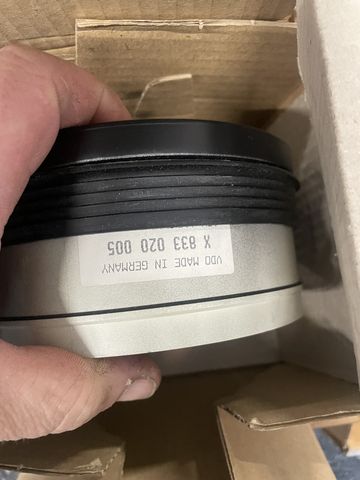 VDO MADE IN GERMANY
X 833 020 005